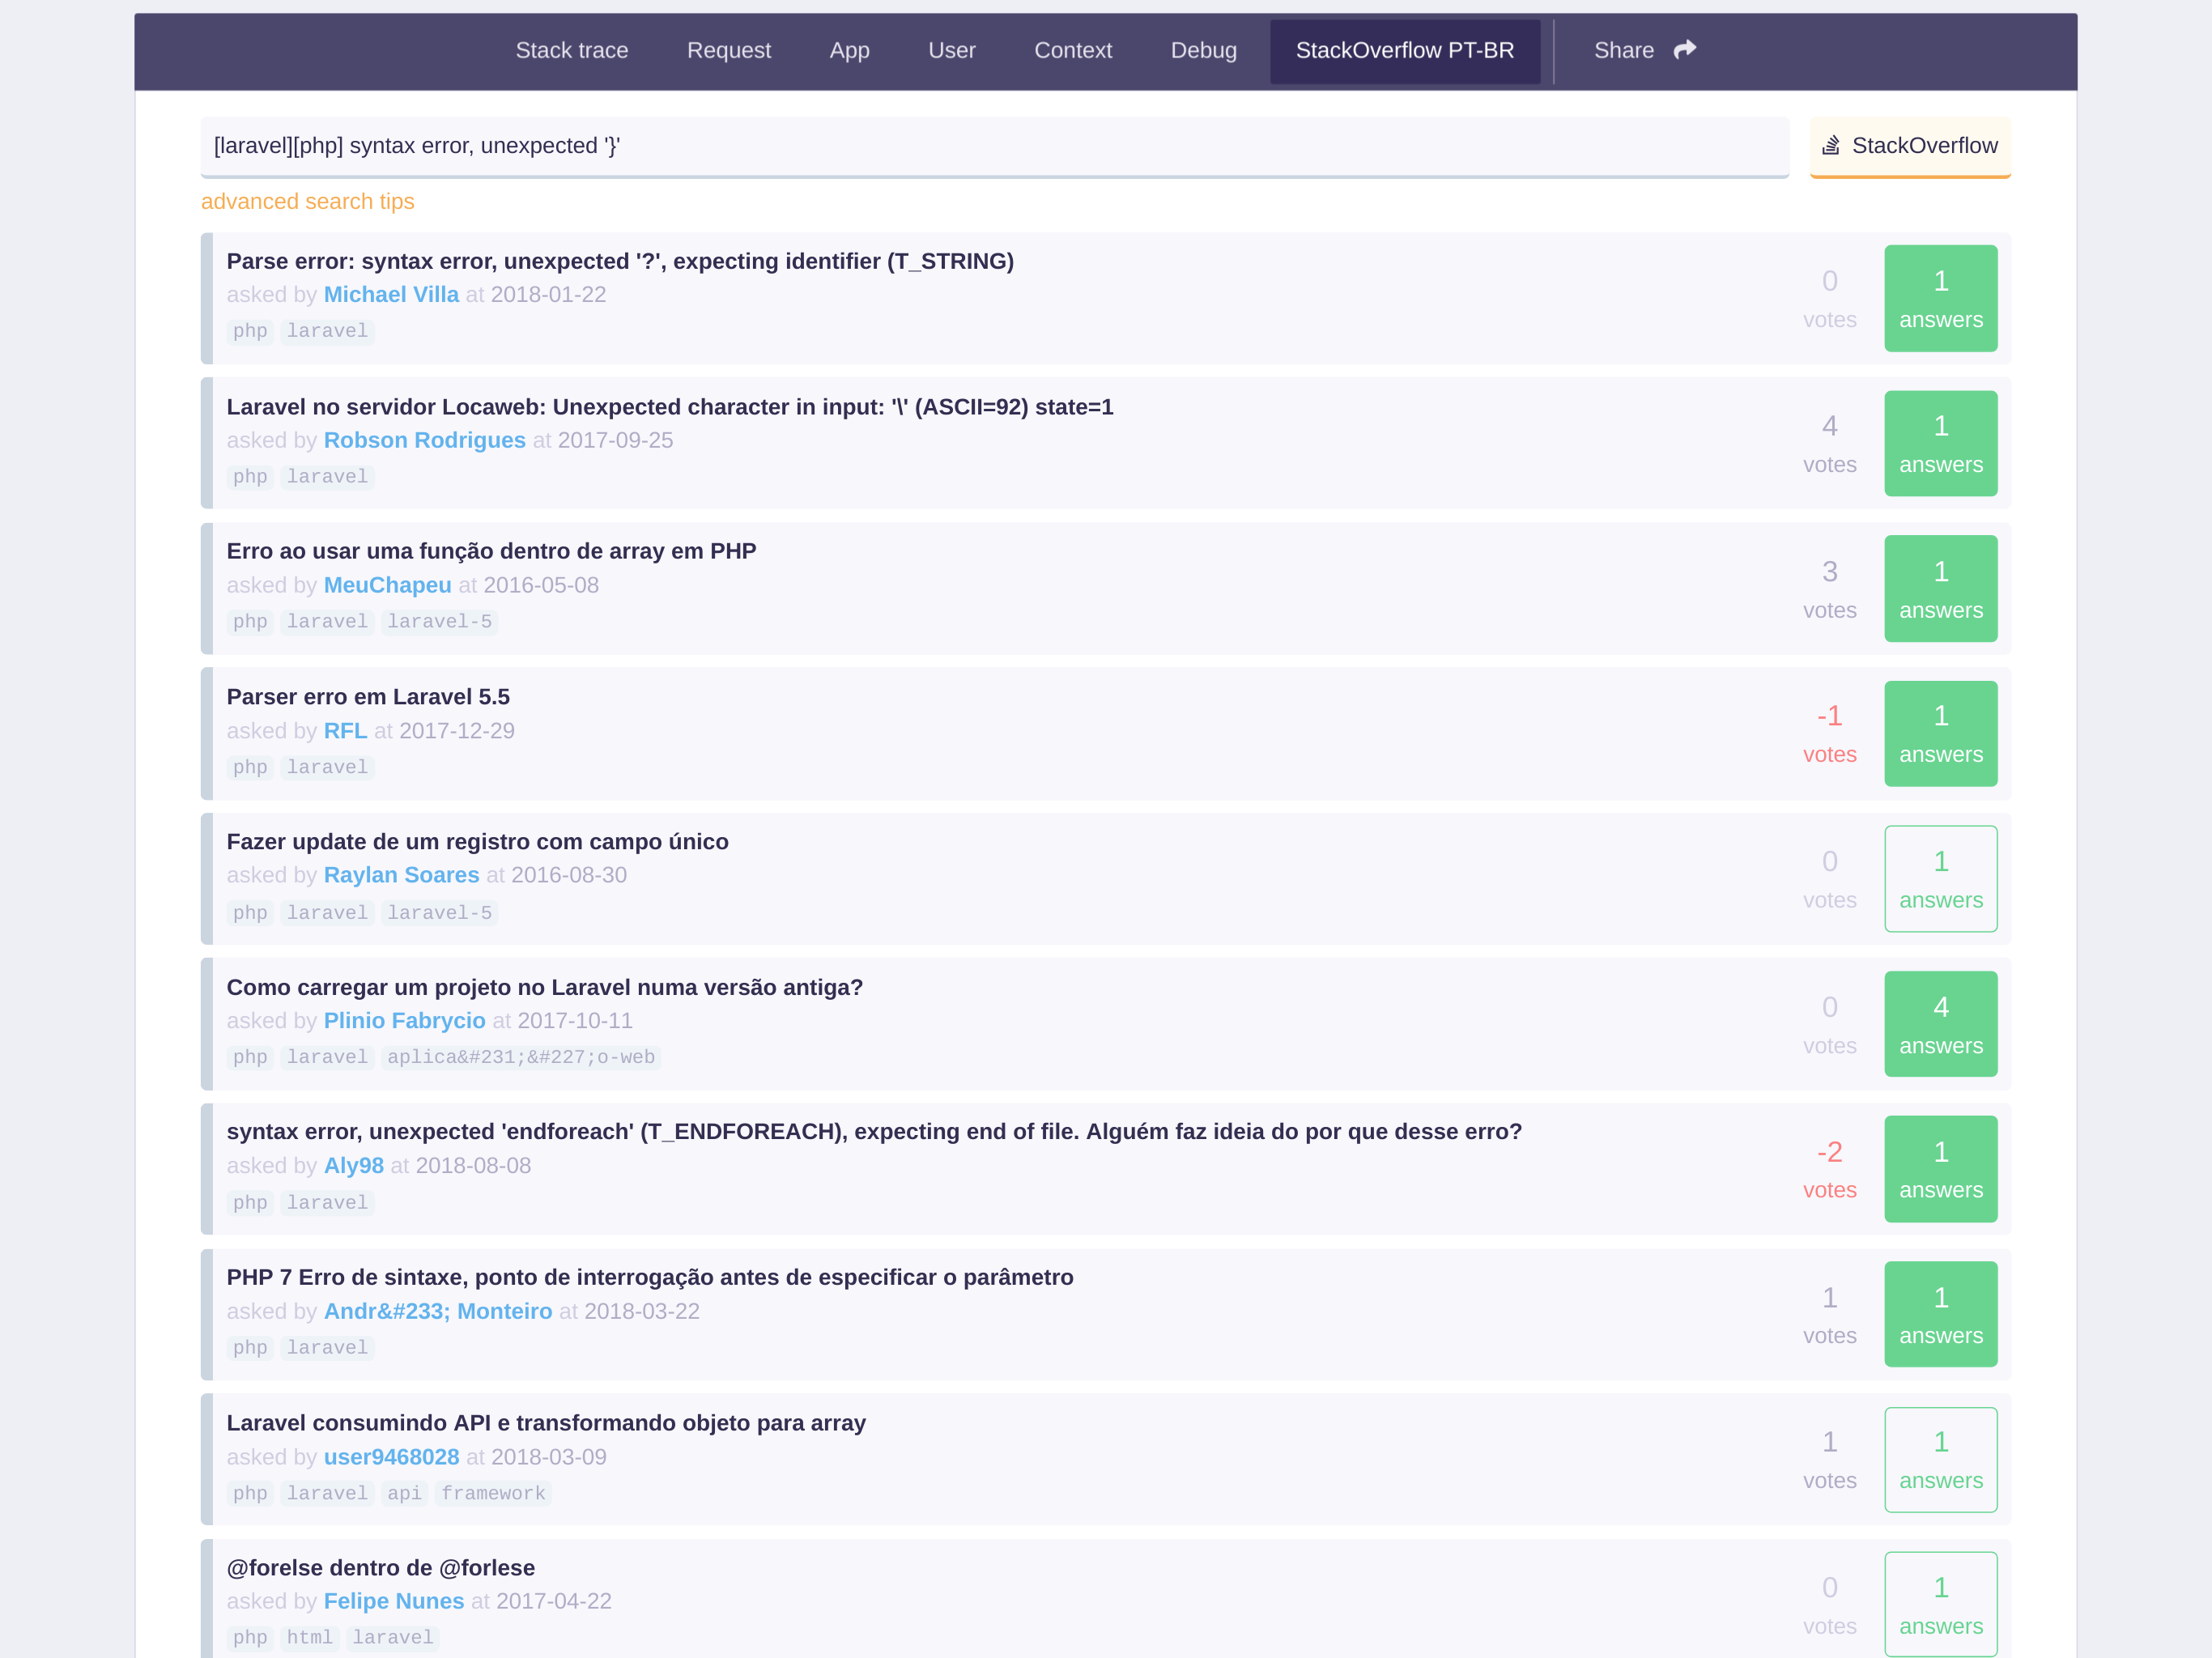 Stack trace Request App User Context Debug StackOverflow PT-BR Share
[laravel][php] syntax error, unexpected '}' StackOverflow
advanced search tips
Parse error: syntax error, unexpected '?', expecting identifier (T_STRING)
asked by Michael Villa at 2018-01-22
php laravel
0 votes
1 answers
Laravel no servidor Locaweb: Unexpected character in input: '\' (ASCII=92) state=1
asked by Robson Rodrigues at 2017-09-25
php laravel
4 votes
1 answers
Erro ao usar uma função dentro de array em PHP
asked by MeuChapeu at 2016-05-08
php laravel laravel-5
3 votes
1 answers
Parser erro em Laravel 5.5
asked by RFL at 2017-12-29
php laravel
-1 votes
1 answers
Fazer update de um registro com campo único
asked by Raylan Soares at 2016-08-30
php laravel laravel-5
0 votes
1 answers
Como carregar um projeto no Laravel numa versão antiga?
asked by Plinio Fabrycio at 2017-10-11
php laravel aplica&#231;&#227;o-web
0 votes
4 answers
syntax error, unexpected 'endforeach' (T_ENDFOREACH), expecting end of file. Alguém faz ideia do por que desse erro?
asked by Aly98 at 2018-08-08
php laravel
-2 votes
1 answers
PHP 7 Erro de sintaxe, ponto de interrogação antes de especificar o parâmetro
asked by Andr&#233; Monteiro at 2018-03-22
php laravel
1 votes
1 answers
Laravel consumindo API e transformando objeto para array
asked by user9468028 at 2018-03-09
php laravel api framework
1 votes
1 answers
@forelse dentro de @forlese
asked by Felipe Nunes at 2017-04-22
php html laravel
0 votes
1 answers